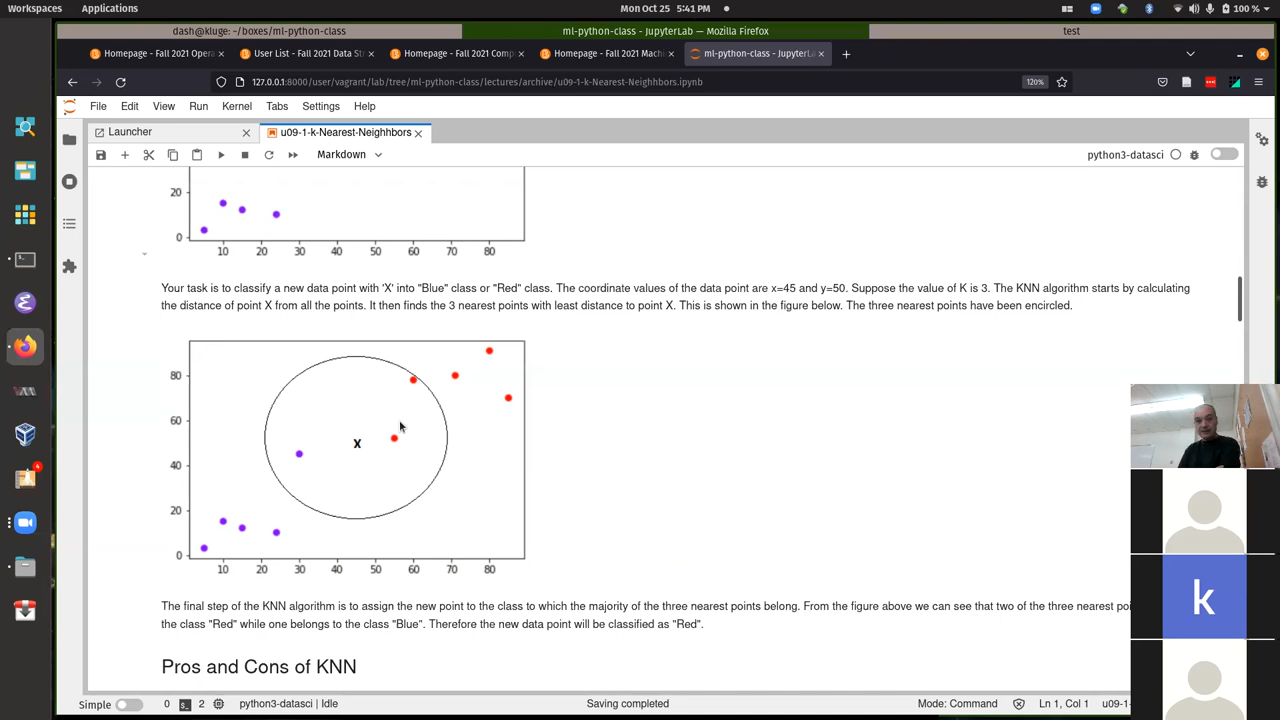 Workspaces Applications Mon Oct 25 5:41 PM 100 %
dash@kluge: ~/boxes/ml-python-class ml-python-class — JupyterLab — Mozilla Firefox test
Homepage - Fall 2021 Opera User List - Fall 2021 Data St Homepage - Fall 2021 Comp Homepage - Fall 2021 Machi ml-python-class - JupyterLab
127.0.0.1:8000/user/vagrant/lab/tree/ml-python-class/lectures/archive/u09-1-k-Nearest-Neighhbors.ipynb 120%
File Edit View Run Kernel Tabs Settings Help
Launcher u09-1-k-Nearest-Neighhbors
Markdown python3-datasci
20
0
10 20 30 40 50 60 70 80
Your task is to classify a new data point with 'X' into "Blue" class or "Red" class. The coordinate values of the data point are x=45 and y=50. Suppose the value of K is 3. The KNN algorithm starts by calculating
the distance of point X from all the points. It then finds the 3 nearest points with least distance to point X. This is shown in the figure below. The three nearest points have been encircled.
80
60
X
40
20
0
10 20 30 40 50 60 70 80
The final step of the KNN algorithm is to assign the new point to the class to which the majority of the three nearest points belong. From the figure above we can see that two of the three nearest poi
the class "Red" while one belongs to the class "Blue". Therefore the new data point will be classified as "Red".
k
Pros and Cons of KNN
Simple 0 2 python3-datasci | Idle Saving completed Mode: Command Ln 1, Col 1 u09-1-
4